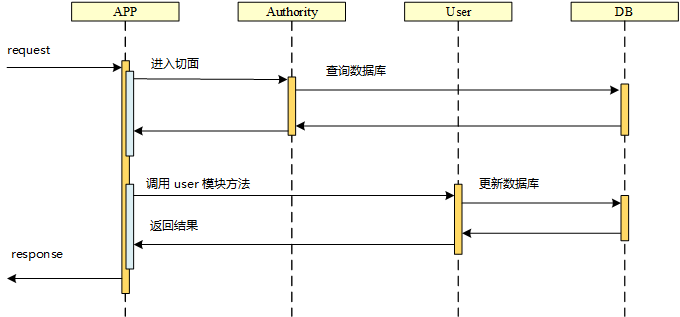 APP
Authority
User
DB
request
进入切面
查询数据库
调用 user 模块方法
更新数据库
返回结果
response